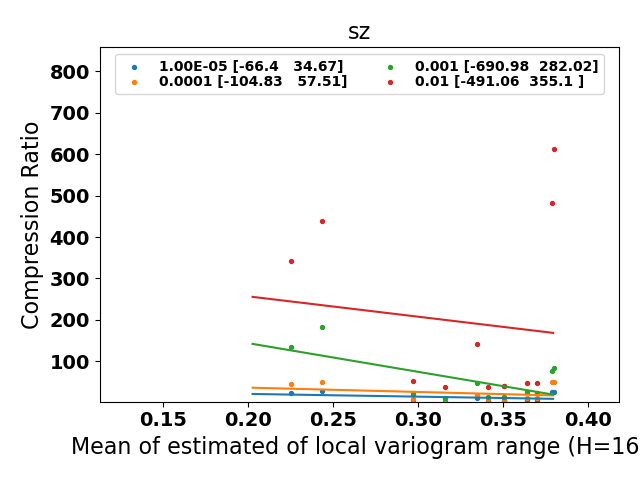 sz
1.00E-05 [-66.4   34.67]
0.0001 [-104.83   57.51]
0.001 [-690.98  282.02]
0.01 [-491.06  355.1 ]
Compression Ratio
800
700
600
500
400
300
200
100
0.15 0.20 0.25 0.30 0.35 0.40
Mean of estimated of local variogram range (H=16